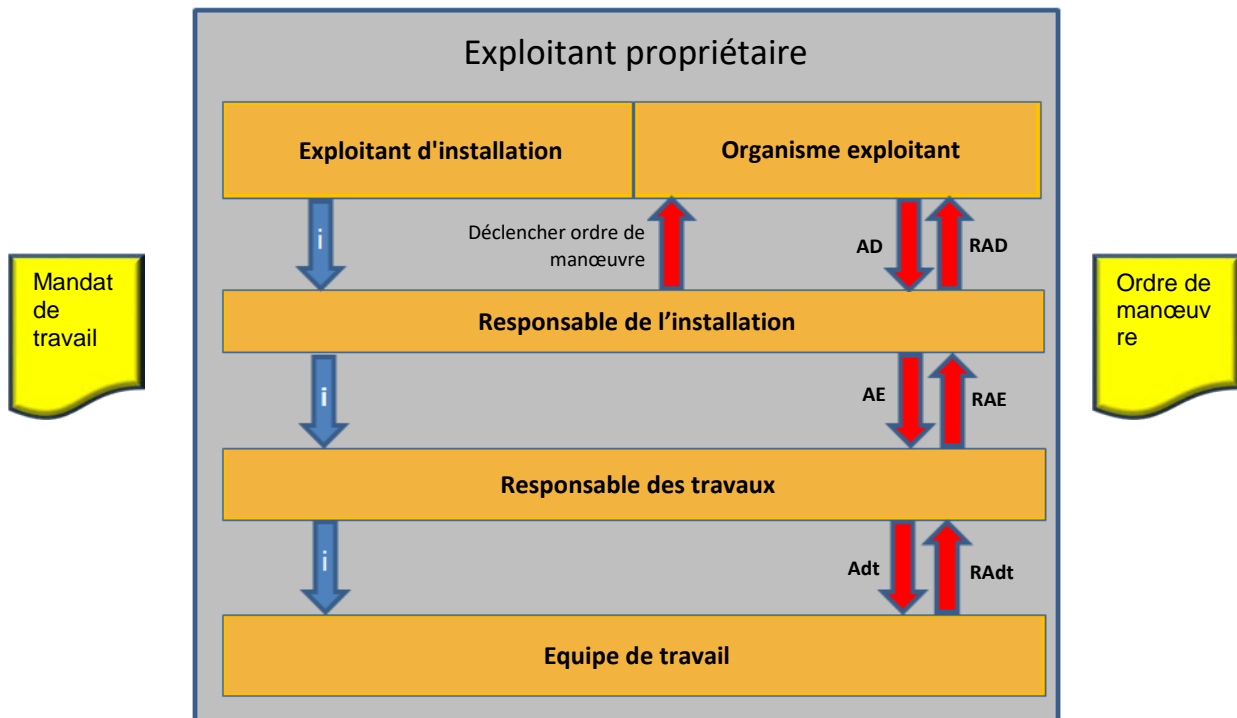 Exploitant propriétaire
Exploitant d'installation
Organisme exploitant
i
Déclencher ordre de
manœuvre
AD
RAD
Mandat
de
travail
Ordre de
manœuv
re
Responsable de l’installation
i
AE
RAE
Responsable des travaux
i
Adt
RAdt
Equipe de travail